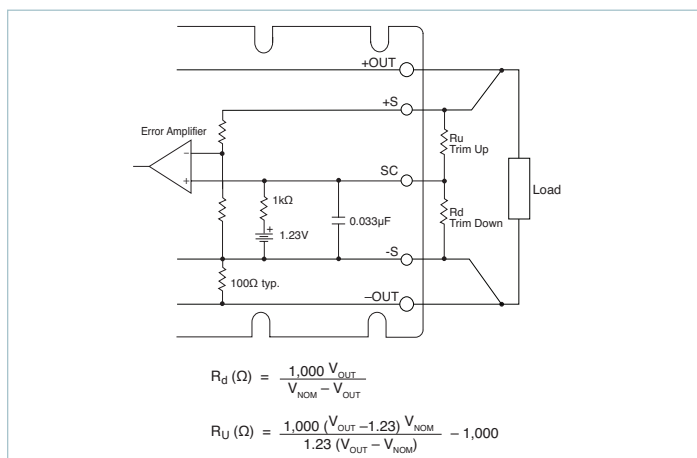 +OUT
+S
Error Amplifier
Ru
Trim Up
−
SC
+
1kΩ
Load
Rd
Trim Down
0.033µF
+
1.23V
-S
100Ω typ.
–OUT
Rd (Ω) = 1,000 VOUT / VNOM – VOUT
RU (Ω) = 1,000 (VOUT –1.23) VNOM / 1.23 (VOUT – VNOM) – 1,000